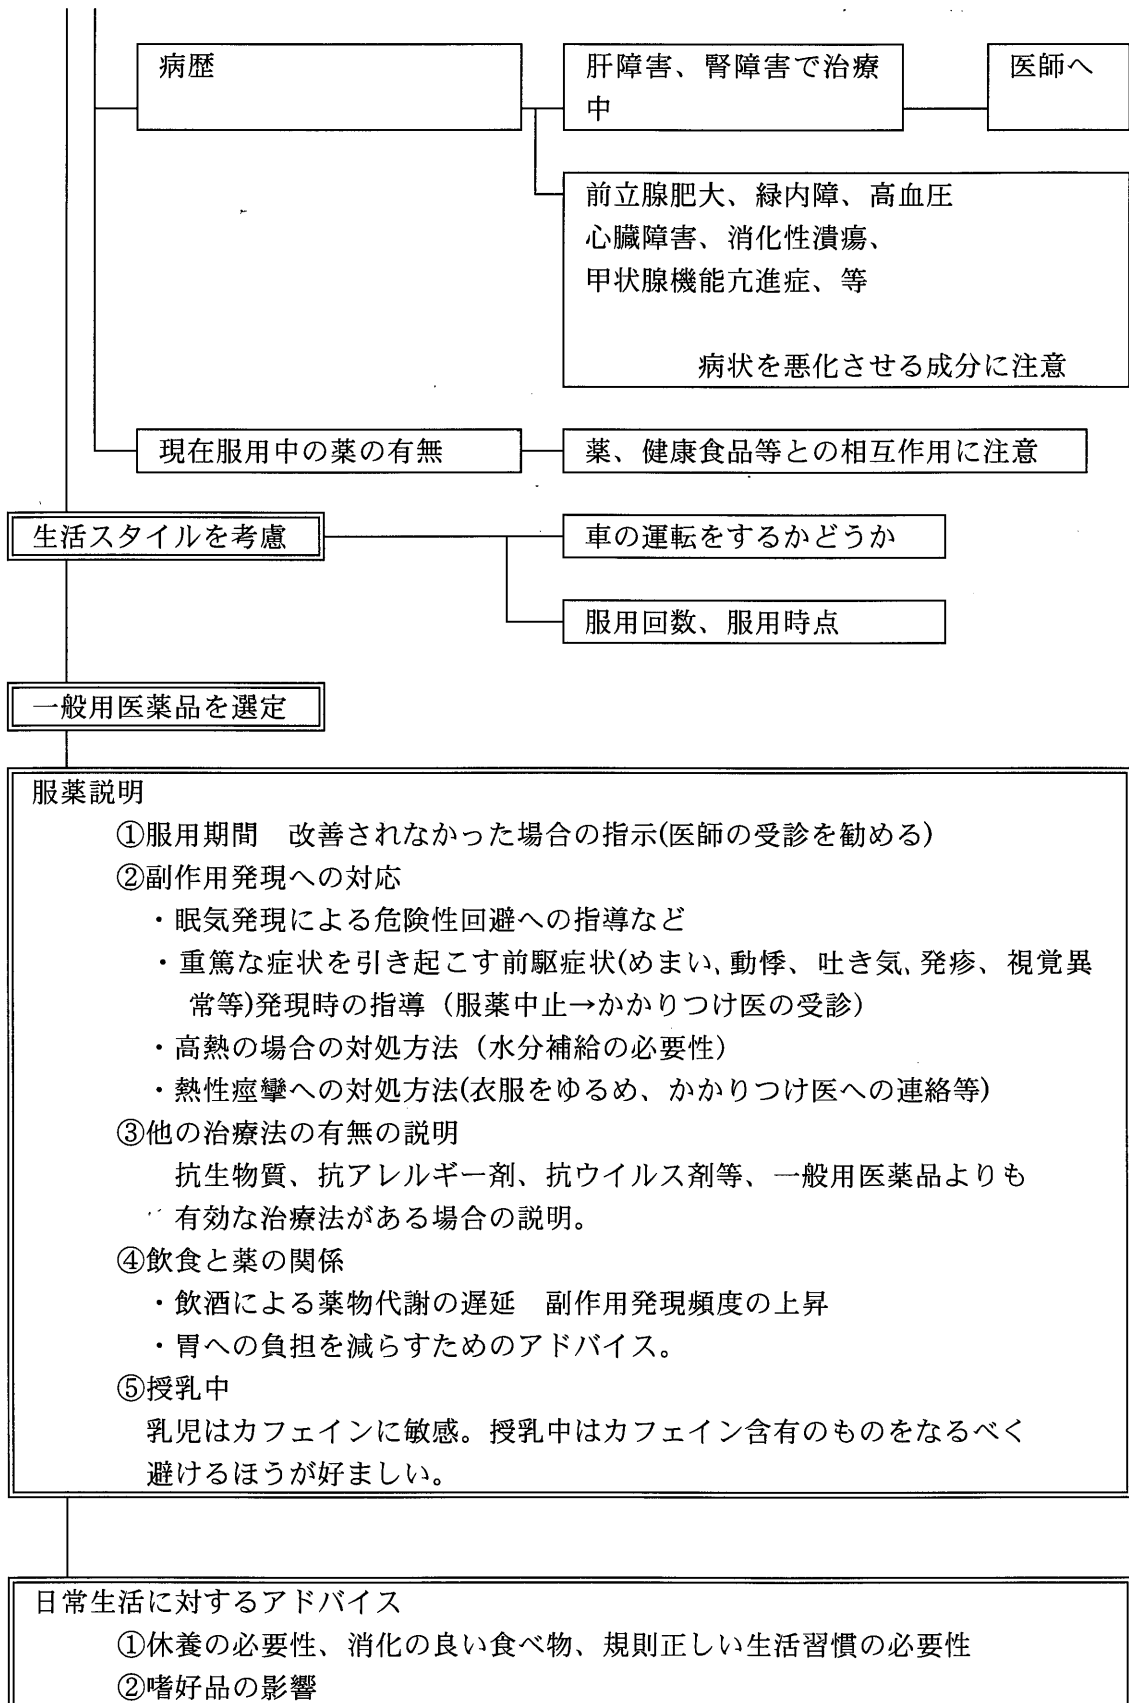 病歴
肝障害、腎障害で治療
中
医師へ
前立腺肥大、緑内障、高血圧
心臓障害、消化性潰瘍、
甲状腺機能亢進症、等
病状を悪化させる成分に注意
現在服用中の薬の有無
薬、健康食品等との相互作用に注意
生活スタイルを考慮
車の運転をするかどうか
服用回数、服用時点
一般用医薬品を選定
服薬説明
①服用期間　改善されなかった場合の指示(医師の受診を勧める)
②副作用発現への対応
・眠気発現による危険性回避への指導など
・重篤な症状を引き起こす前駆症状(めまい、動悸、吐き気、発疹、視覚異
常等)発現時の指導（服薬中止→かかりつけ医の受診）
・高熱の場合の対処方法（水分補給の必要性）
・熱性痙攣への対処方法(衣服をゆるめ、かかりつけ医への連絡等)
③他の治療法の有無の説明
抗生物質、抗アレルギー剤、抗ウイルス剤等、一般用医薬品よりも
有効な治療法がある場合の説明。
④飲食と薬の関係
・飲酒による薬物代謝の遅延　副作用発現頻度の上昇
・胃への負担を減らすためのアドバイス。
⑤授乳中
乳児はカフェインに敏感。授乳中はカフェイン含有のものをなるべく
避けるほうが好ましい。
日常生活に対するアドバイス
①休養の必要性、消化の良い食べ物、規則正しい生活習慣の必要性
②嗜好品の影響